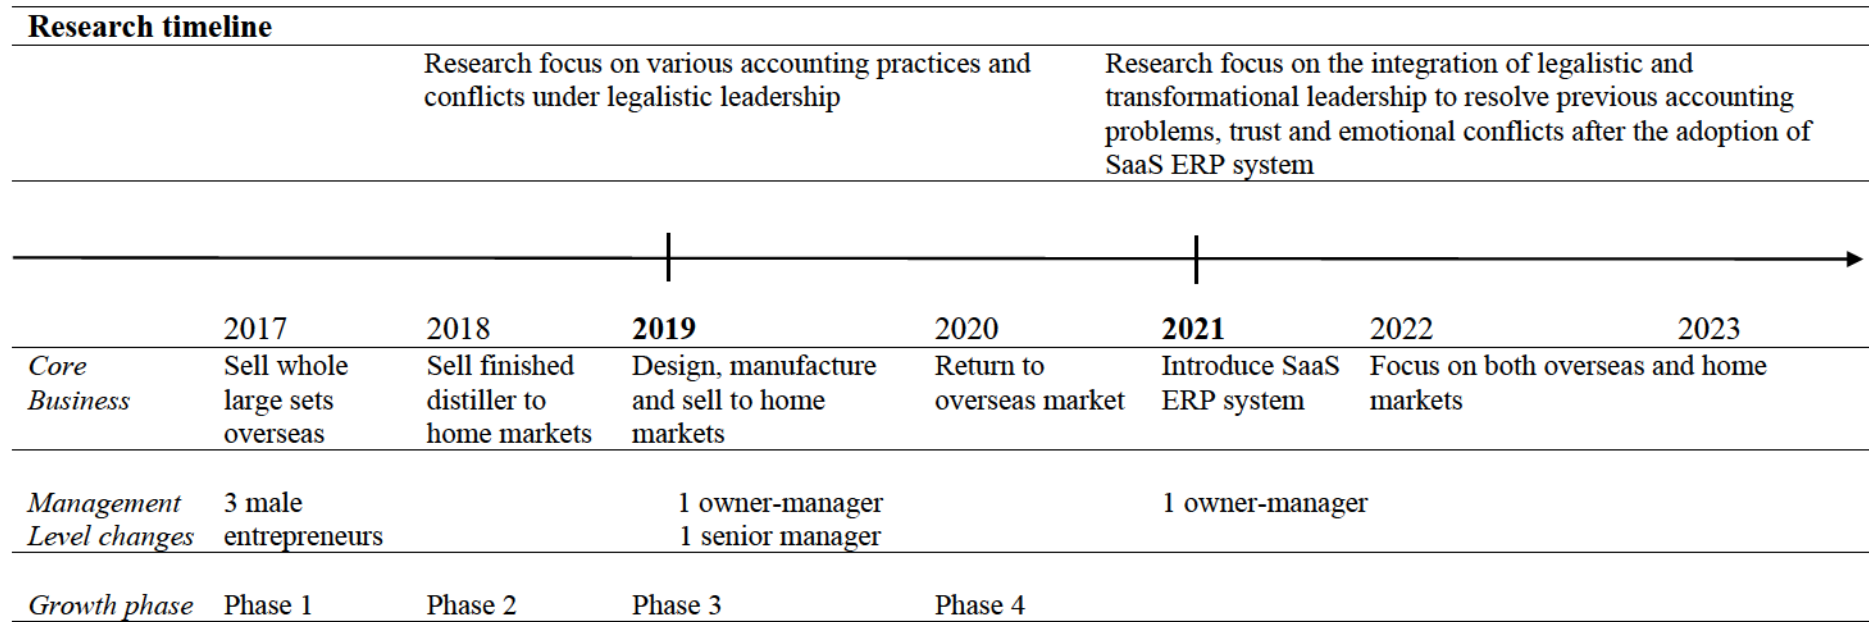 Research timeline
Research focus on various accounting practices and
conflicts under legalistic leadership
Research focus on the integration of legalistic and
transformational leadership to resolve previous accounting
problems, trust and emotional conflicts after the adoption of
SaaS ERP system
2017 2018 2019 2020 2021 2022 2023
Core
Business
Sell whole
large sets
overseas
Sell finished
distiller to
home markets
Design, manufacture
and sell to home
markets
Return to
overseas market
Introduce SaaS
ERP system
Focus on both overseas and home
markets
Management
Level changes
3 male
entrepreneurs
1 owner-manager
1 senior manager
1 owner-manager
Growth phase Phase 1 Phase 2 Phase 3 Phase 4